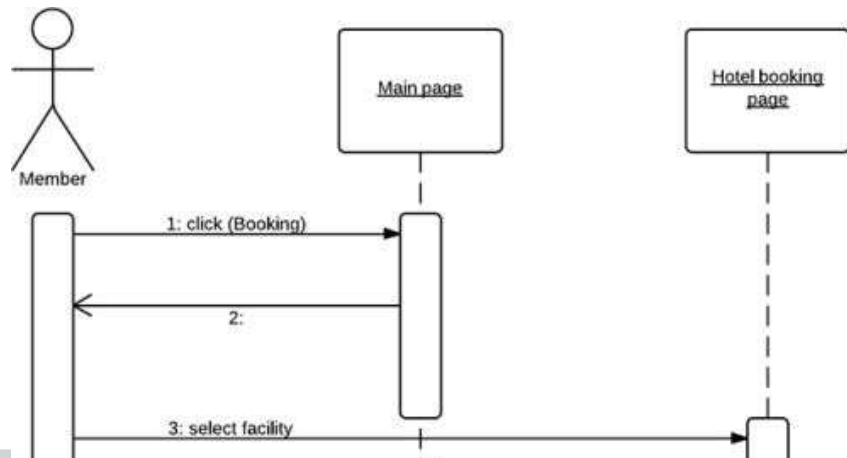 Main page
Hotel booking
page
Member
1: click (Booking)
2:
3: select facility